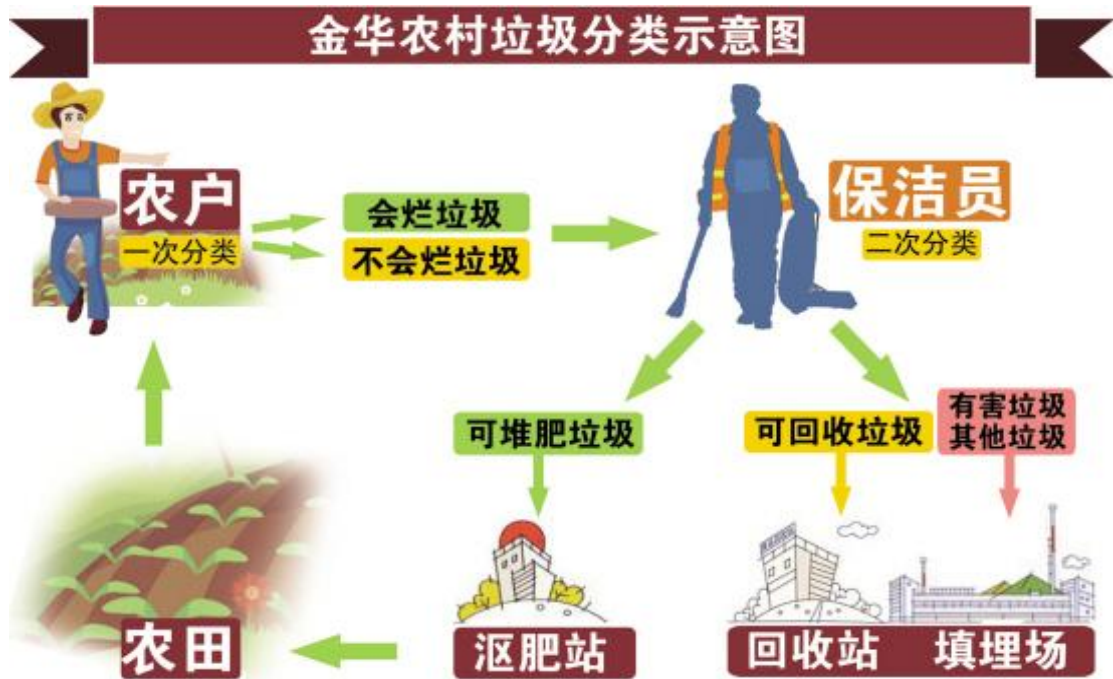 金华农村垃圾分类示意图
农户
一次分类
会烂垃圾
不会烂垃圾
保洁员
二次分类
可堆肥垃圾
可回收垃圾
有害垃圾
其他垃圾
农田
沤肥站
回收站
填埋场